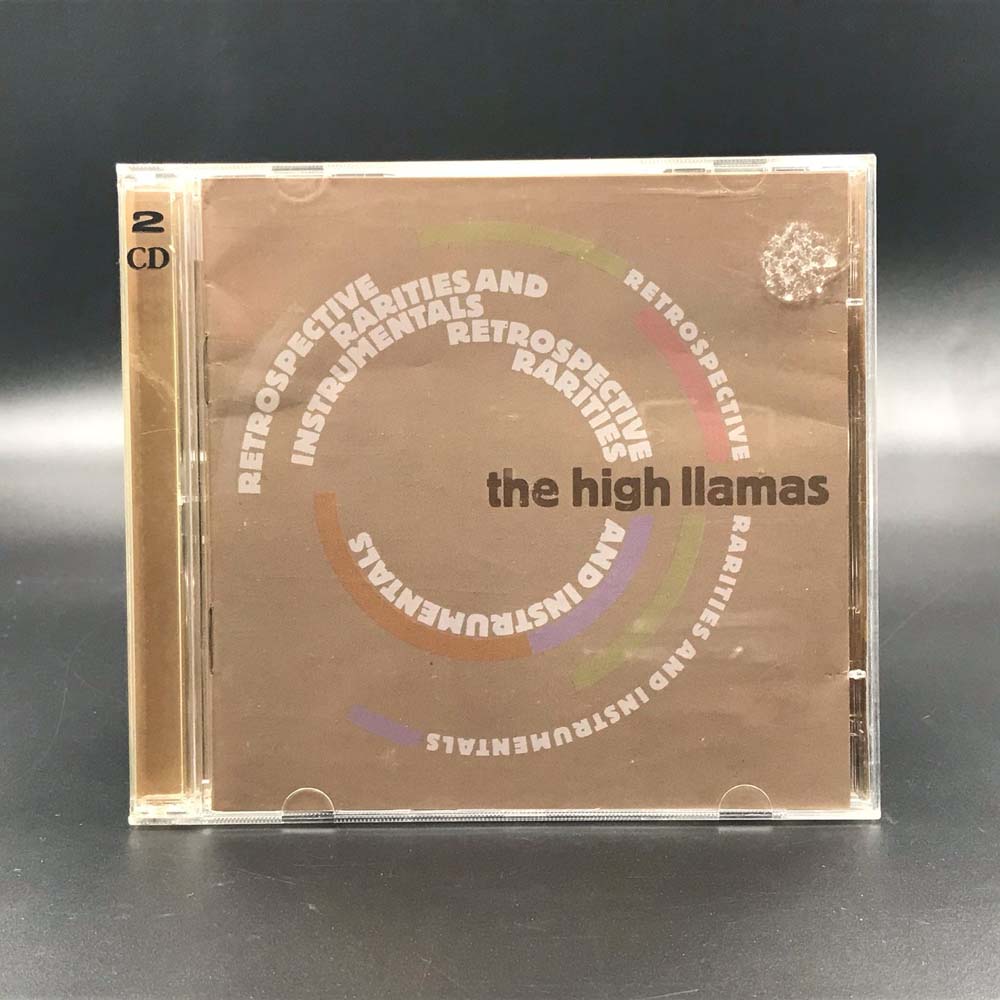 2
CD
RETROSPECTIVE
RARITIES AND
INSTRUMENTALS
RETROSPECTIVE
RARITIES
AND INSTRUMENTALS
RETROSPECTIVE
RARITIES AND INSTRUMENTALS
the high llamas